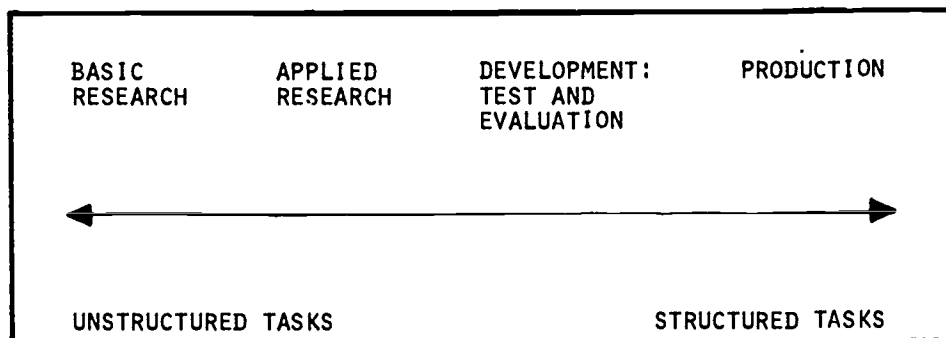 BASIC APPLIED DEVELOPMENT: PRODUCTION
RESEARCH RESEARCH TEST AND
EVALUATION
UNSTRUCTURED TASKS STRUCTURED TASKS